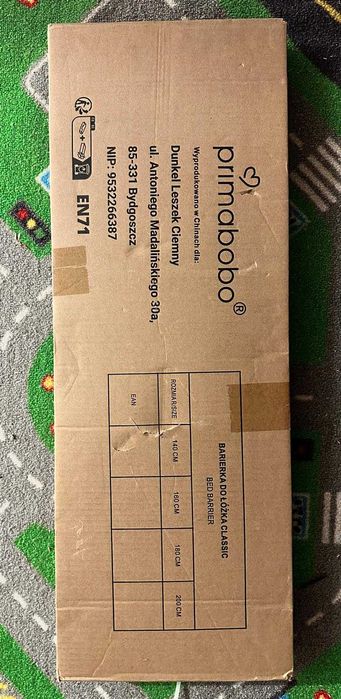 primabobo®
Wyprodukowano w Chinach dla:
Dunkel Leszek Ciemny
ul. Antoniego Madalińskiego 30a,
85-331 Bydgoszcz
NIP: 9532266387
EN71
BARIERKA DO ŁÓŻKA CLASSIC
BED BARRIER
ROZMIAR/SIZE 140 CM 160 CM 180 CM 200 CM
EAN